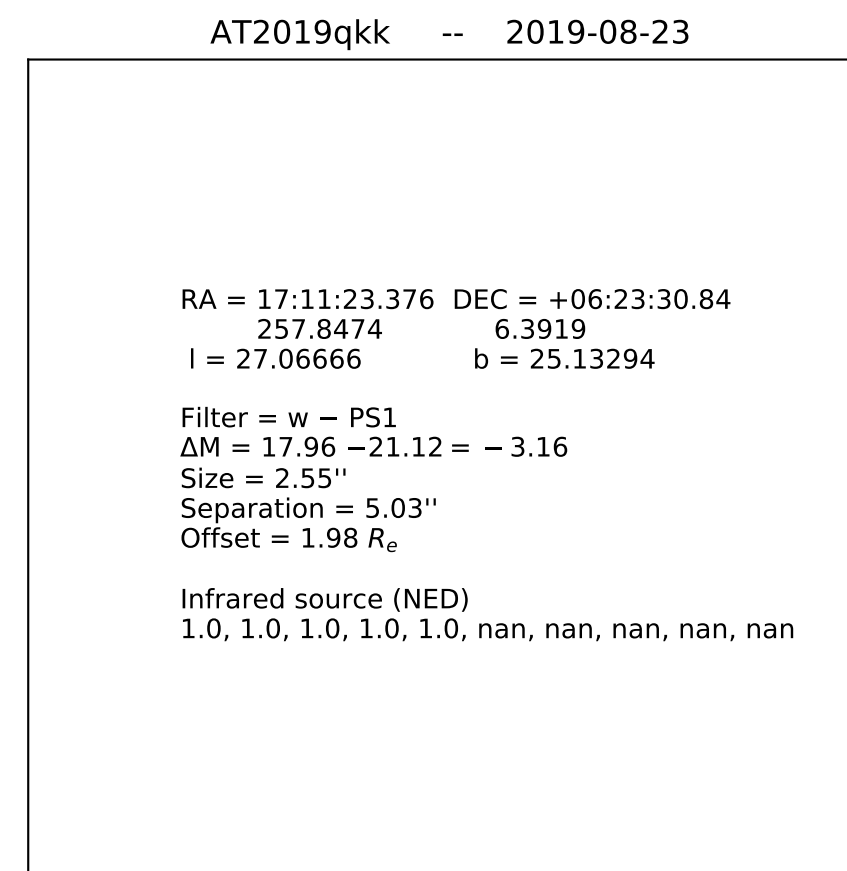 AT2019qkk -- 2019-08-23
RA = 17:11:23.376 DEC = +06:23:30.84
257.8474 6.3919
l = 27.06666 b = 25.13294
Filter = w − PS1
ΔM = 17.96 −21.12 = − 3.16
Size = 2.55''
Separation = 5.03''
Offset = 1.98 Rₑ
Infrared source (NED)
1.0, 1.0, 1.0, 1.0, 1.0, nan, nan, nan, nan, nan